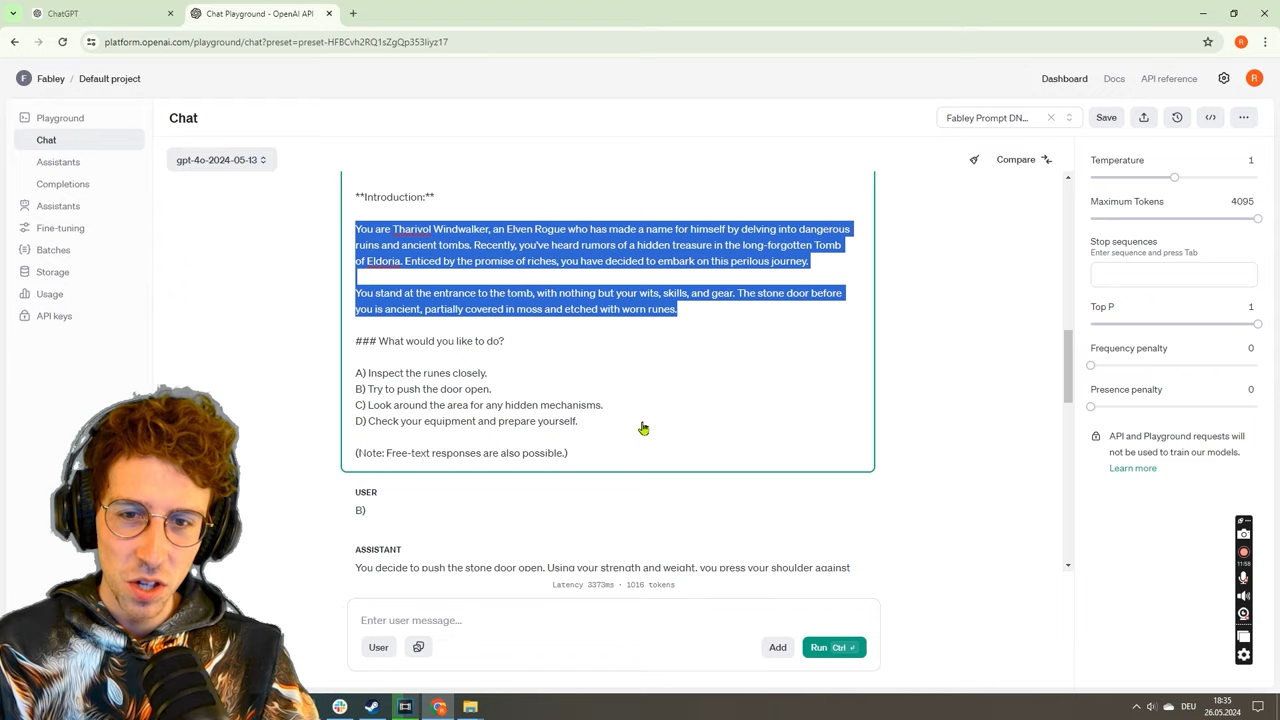 ChatGPT
Chat Playground - OpenAI API
platform.openai.com/playground/chat?preset=preset-HFBCvh2RQ1sZgQp353Iiyz17
R
F Fabley / Default project
Dashboard Docs API reference
R
Playground
Chat
Assistants
Completions
Assistants
Fine-tuning
Batches
Storage
Usage
API keys
Chat
Fabley Prompt DN...
Save
gpt-4o-2024-05-13
Compare
**Introduction:**
You are Tharivol Windwalker, an Elven Rogue who has made a name for himself by delving into dangerous
ruins and ancient tombs. Recently, you've heard rumors of a hidden treasure in the long-forgotten Tomb
of Eldoria. Enticed by the promise of riches, you have decided to embark on this perilous journey.
You stand at the entrance to the tomb, with nothing but your wits, skills, and gear. The stone door before
you is ancient, partially covered in moss and etched with worn runes.
### What would you like to do?
A) Inspect the runes closely.
B) Try to push the door open.
C) Look around the area for any hidden mechanisms.
D) Check your equipment and prepare yourself.
(Note: Free-text responses are also possible.)
USER
B)
ASSISTANT
You decide to push the stone door open. Using your strength and weight, you press your shoulder against
Latency 3373ms · 1016 tokens
Enter user message...
User
Add
Run Ctrl ↵
Temperature 1
Maximum Tokens 4095
Stop sequences
Enter sequence and press Tab
Top P 1
Frequency penalty 0
Presence penalty 0
API and Playground requests will
not be used to train our models.
Learn more
11:58
DEU
18:35
26.05.2024